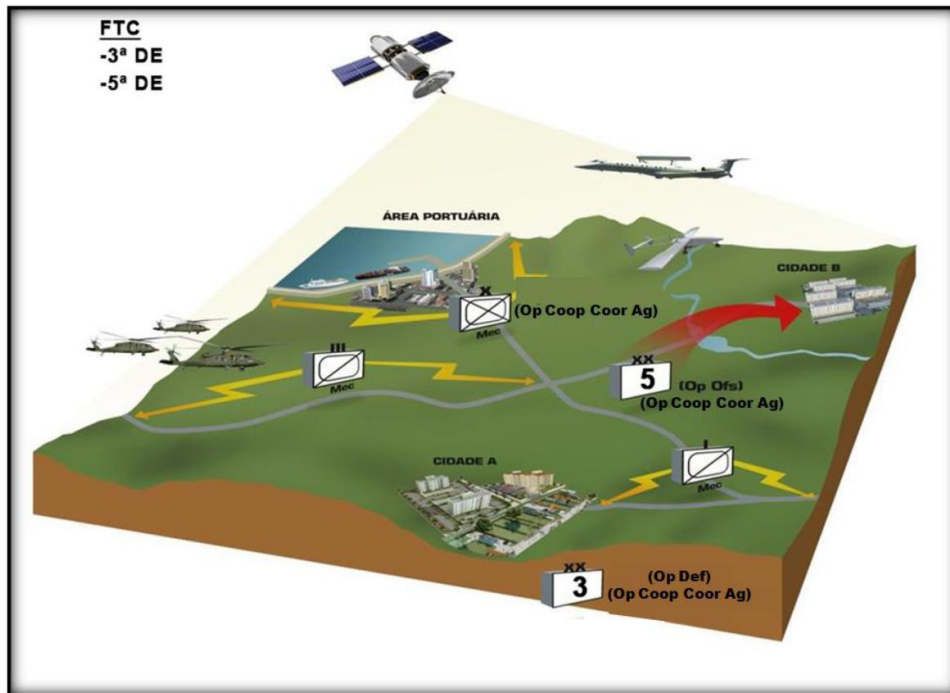 FTC
-3ª DE
-5ª DE
ÁREA PORTUÁRIA
CIDADE B
X
(Op Coop Coor Ag)
Mec
III
Mec
XX
5
(Op Ofs)
(Op Coop Coor Ag)
I
Mec
CIDADE A
XX
3
(Op Def)
(Op Coop Coor Ag)